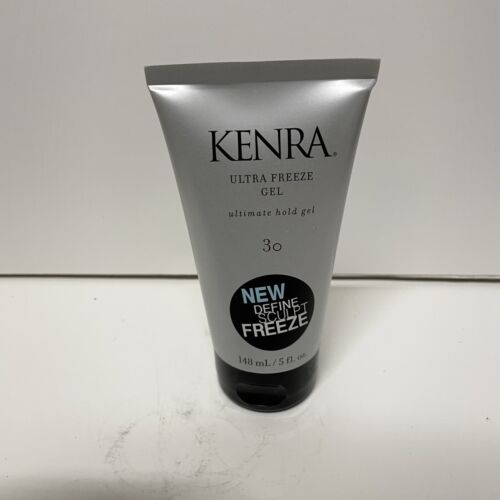 KENRA®
ULTRA FREEZE
GEL
ultimate hold gel
30
NEW
DEFINE
SCULPT
FREEZE
148 mL / 5 fl. oz.